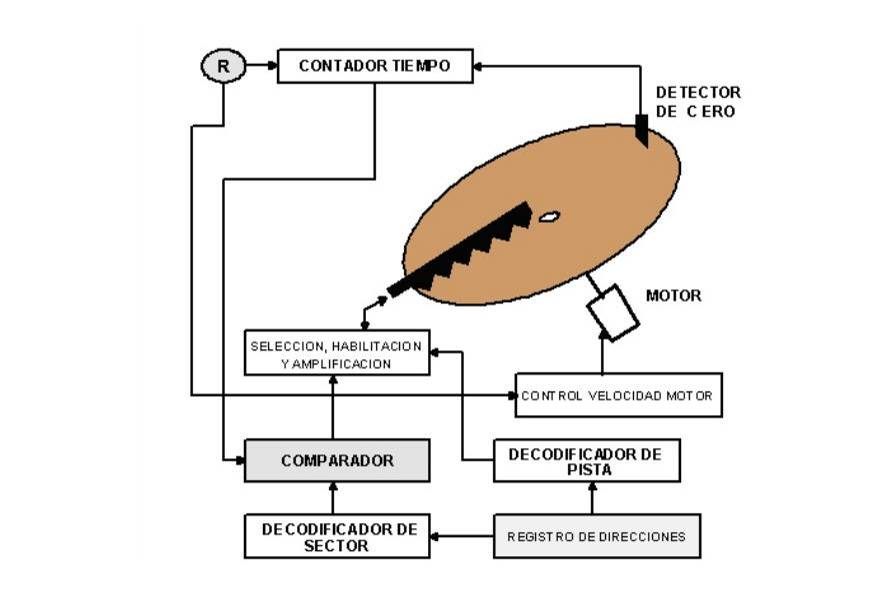 R
CONTADOR TIEMPO
DETECTOR
DE CERO
MOTOR
SELECCION, HABILITACION
Y AMPLIFICACION
CONTROL VELOCIDAD MOTOR
COMPARADOR
DECODIFICADOR DE
PISTA
DECODIFICADOR DE
SECTOR
REGISTRO DE DIRECCIONES